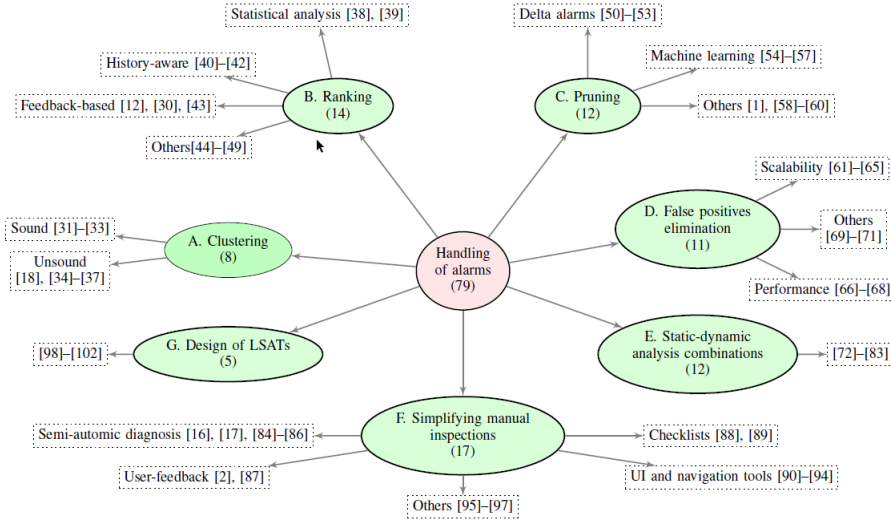 Statistical analysis [38], [39]
History-aware [40]–[42]
Feedback-based [12], [30], [43]
Others[44]–[49]
B. Ranking
(14)
Delta alarms [50]–[53]
Machine learning [54]–[57]
Others [1], [58]–[60]
C. Pruning
(12)
Sound [31]–[33]
Unsound
[18], [34]–[37]
A. Clustering
(8)
Handling
of alarms
(79)
D. False positives
elimination
(11)
Scalability [61]–[65]
Others
[69]–[71]
Performance [66]–[68]
[98]–[102]
G. Design of LSATs
(5)
E. Static-dynamic
analysis combinations
(12)
[72]–[83]
F. Simplifying manual
inspections
(17)
Semi-automic diagnosis [16], [17], [84]–[86]
User-feedback [2], [87]
Others [95]–[97]
Checklists [88], [89]
UI and navigation tools [90]–[94]